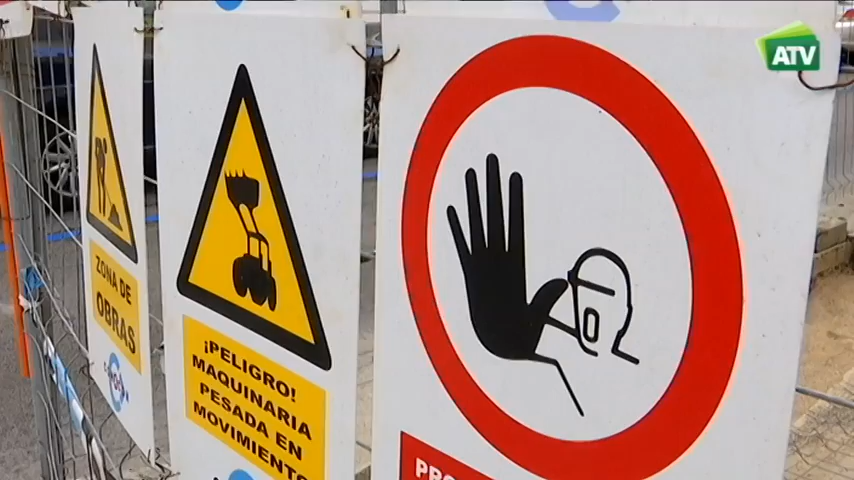 ATV
ZONA DE
OBRAS
¡PELIGRO!
MAQUINARIA
PESADA EN
MOVIMIENTO